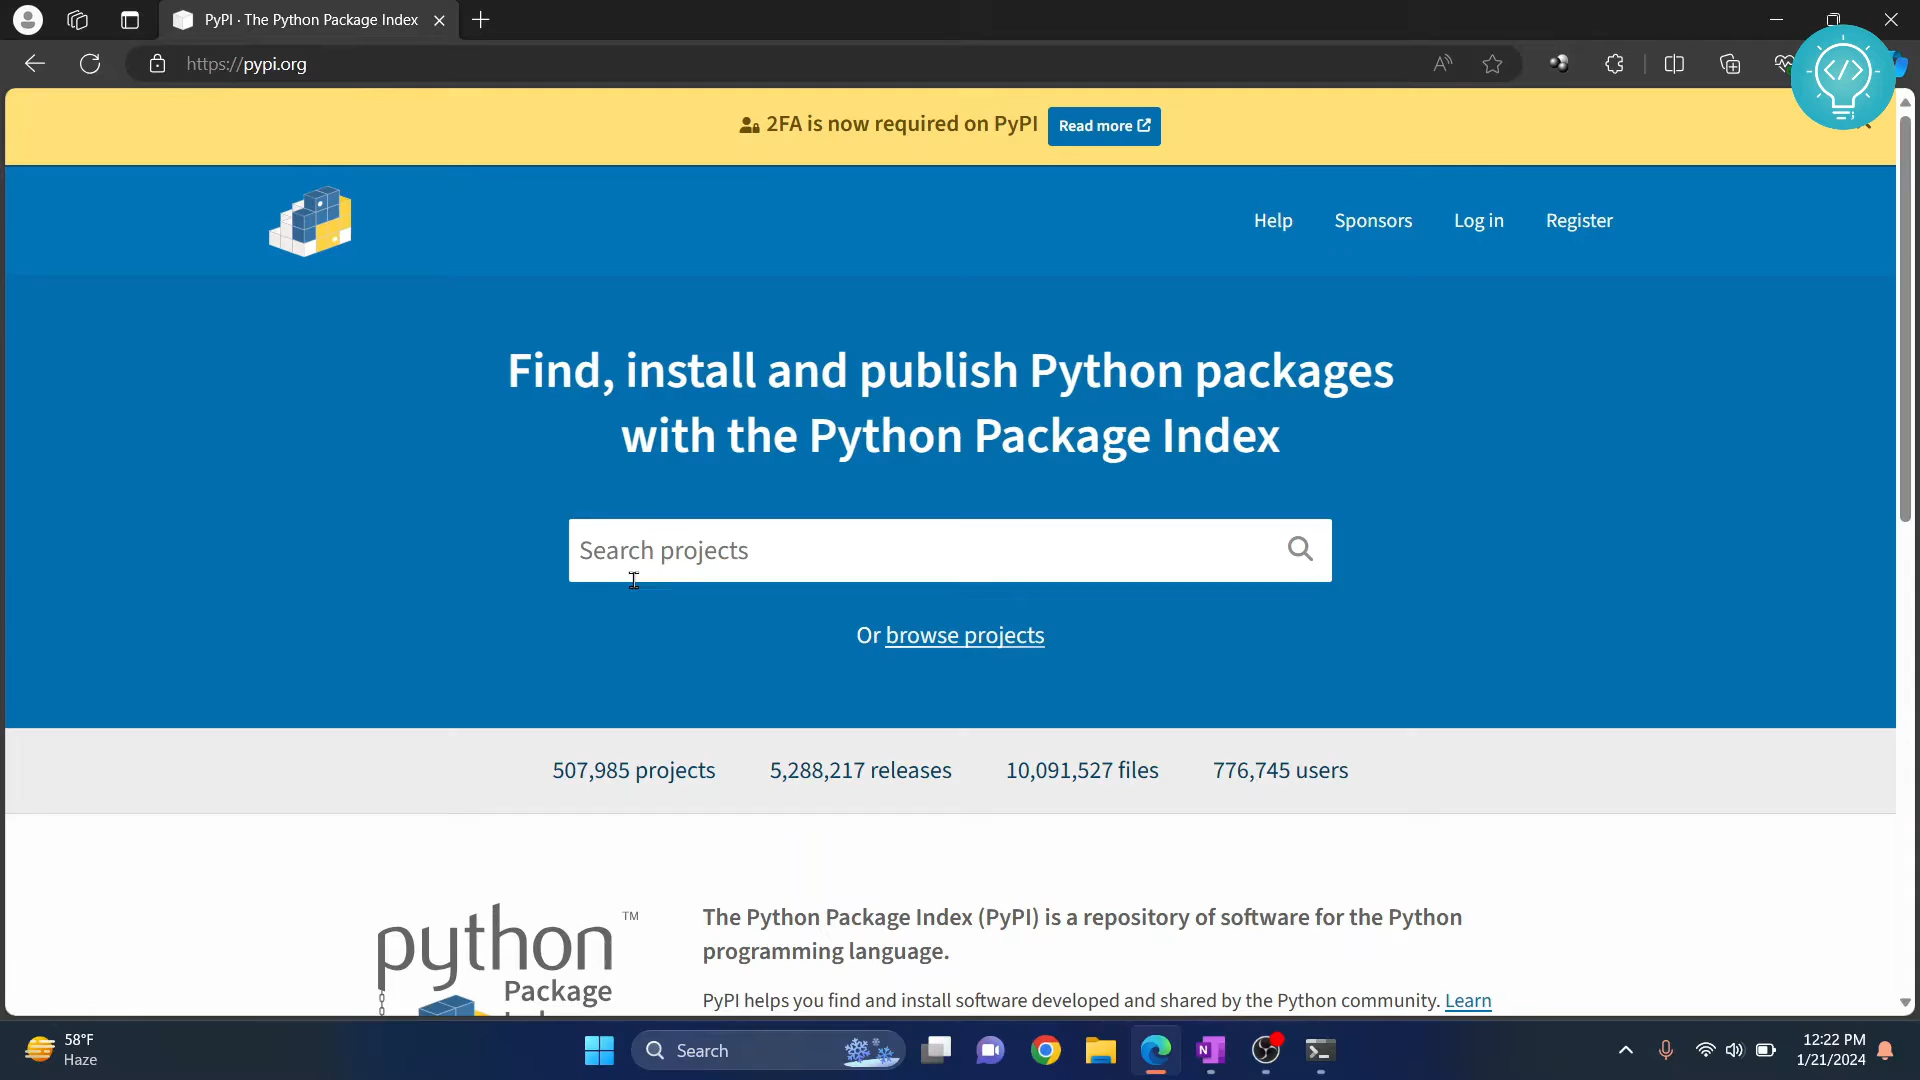 PyPI · The Python Package Index
https://pypi.org
2FA is now required on PyPI Read more
Help Sponsors Log in Register
Find, install and publish Python packages
with the Python Package Index
Search projects
Or browse projects
507,985 projects 5,288,217 releases 10,091,527 files 776,745 users
python™
Package
The Python Package Index (PyPI) is a repository of software for the Python
programming language.
PyPI helps you find and install software developed and shared by the Python community. Learn
58°F
Haze
Search
12:22 PM
1/21/2024